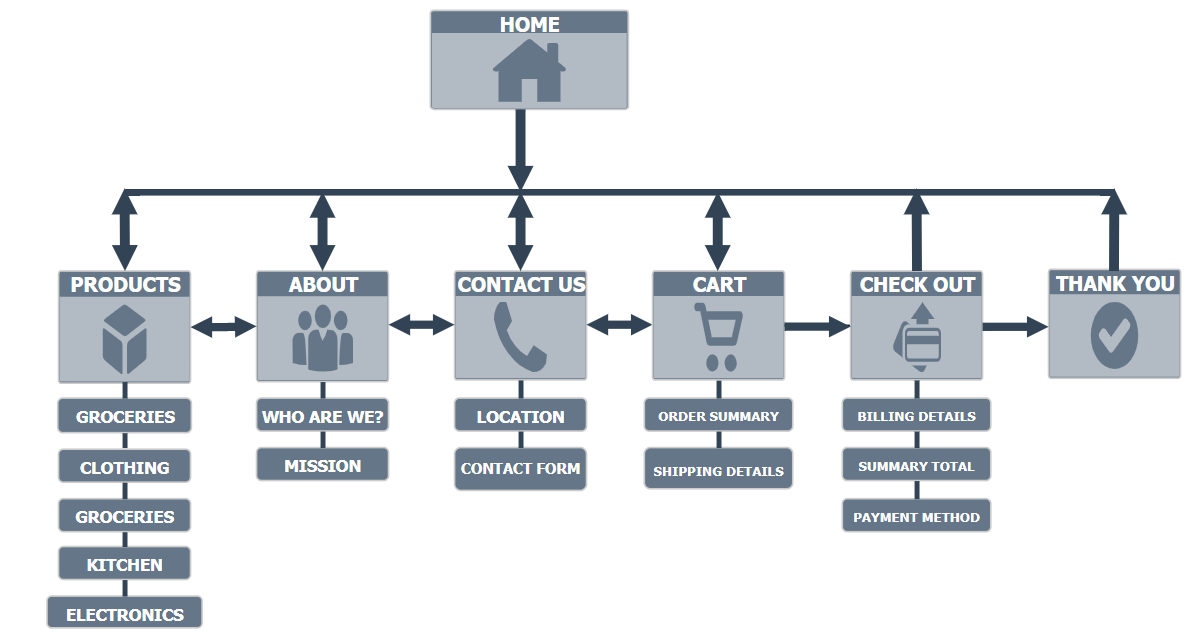 HOME
PRODUCTS
ABOUT
CONTACT US
CART
CHECK OUT
THANK YOU
GROCERIES
CLOTHING
GROCERIES
KITCHEN
ELECTRONICS
WHO ARE WE?
MISSION
LOCATION
CONTACT FORM
ORDER SUMMARY
SHIPPING DETAILS
BILLING DETAILS
SUMMARY TOTAL
PAYMENT METHOD